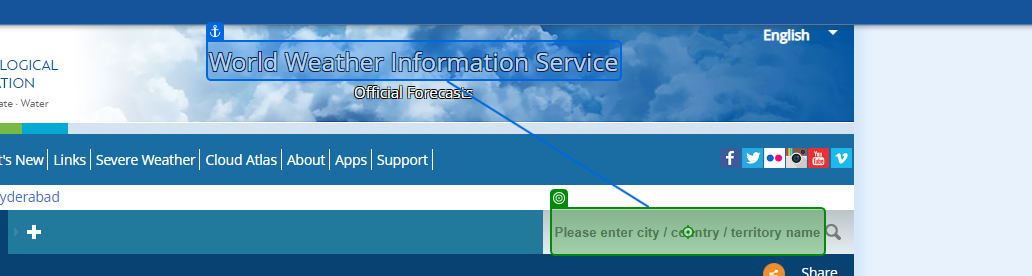 English
World Weather Information Service
LOGICAL
ATION
Official Forecasts
ate · Water
t's New | Links | Severe Weather | Cloud Atlas | About | Apps | Support
yderabad
Please enter city / country / territory name
Share